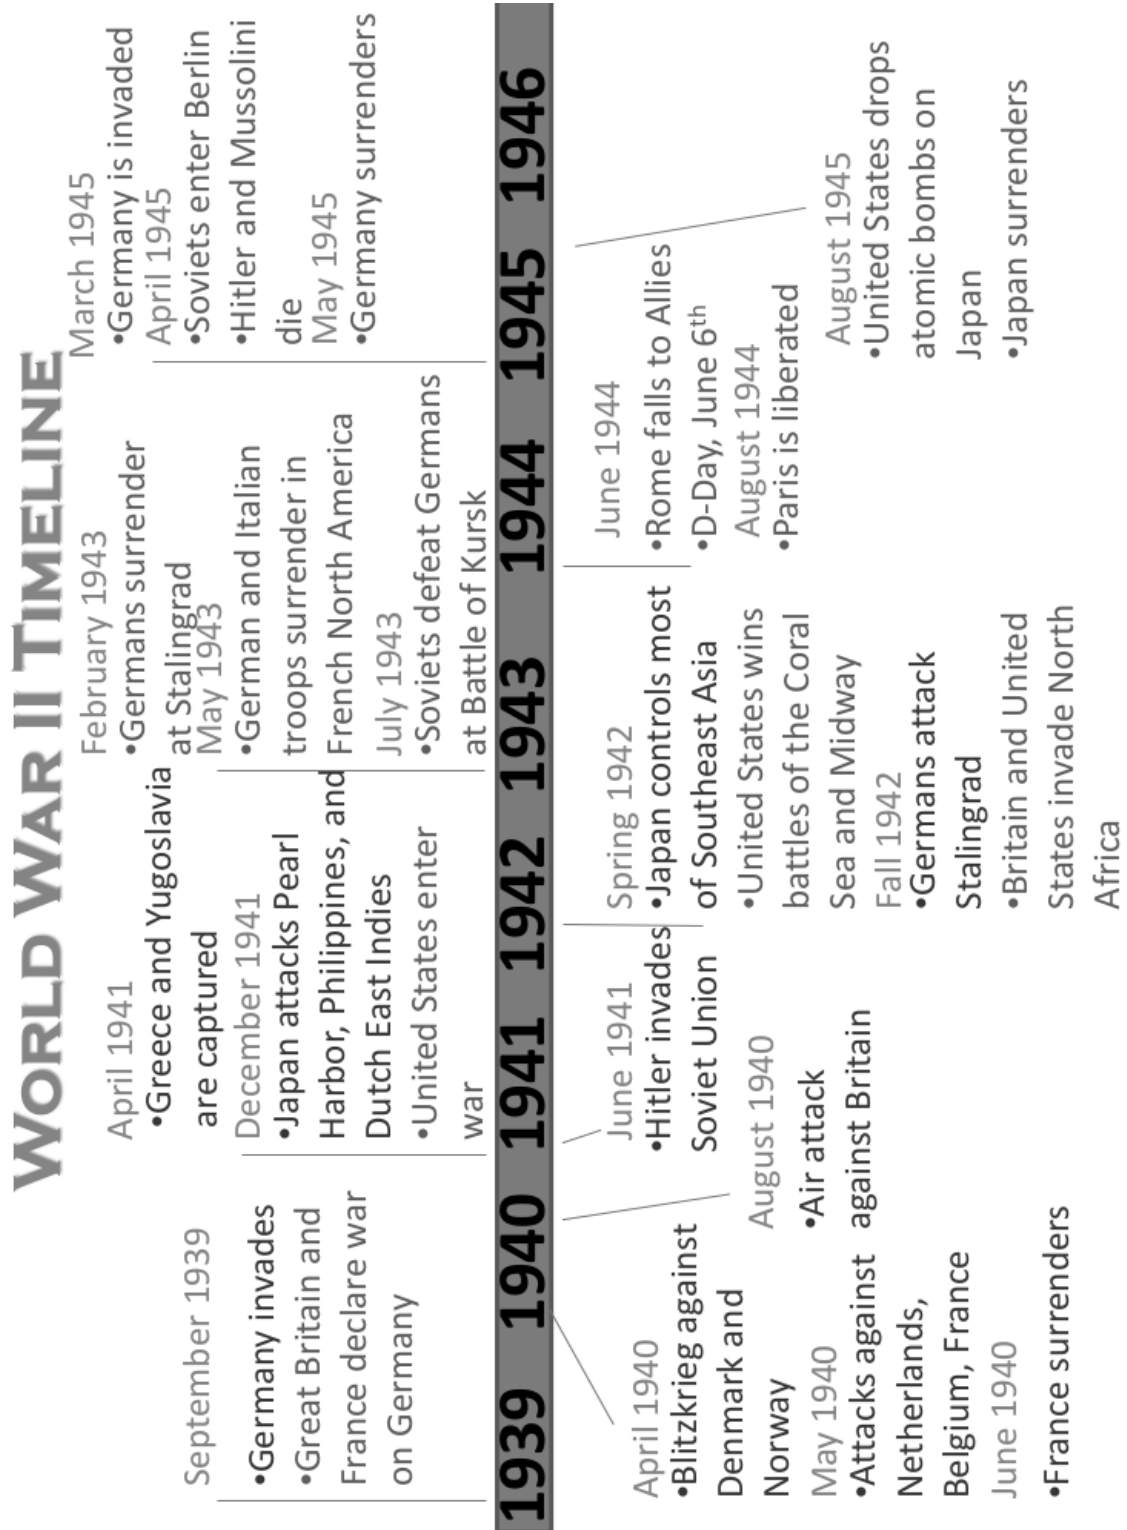 WORLD WAR II TIMELINE
September 1939
•Germany invades
•Great Britain and
France declare war
on Germany
April 1941
•Greece and Yugoslavia
are captured
December 1941
•Japan attacks Pearl
Harbor, Philippines, and
Dutch East Indies
•United States enter
war
February 1943
•Germans surrender
at Stalingrad
May 1943
•German and Italian
troops surrender in
French North America
July 1943
•Soviets defeat Germans
at Battle of Kursk
March 1945
•Germany is invaded
April 1945
•Soviets enter Berlin
•Hitler and Mussolini
die
May 1945
•Germany surrenders
1939 1940 1941 1942 1943 1944 1945 1946
April 1940
•Blitzkrieg against
Denmark and
Norway
May 1940
•Attacks against
Netherlands,
Belgium, France
June 1940
•France surrenders
August 1940
•Air attack
against Britain
June 1941
•Hitler invades
Soviet Union
Spring 1942
•Japan controls most
of Southeast Asia
•United States wins
battles of the Coral
Sea and Midway
Fall 1942
•Germans attack
Stalingrad
•Britain and United
States invade North
Africa
June 1944
•Rome falls to Allies
•D-Day, June 6th
August 1944
•Paris is liberated
August 1945
•United States drops
atomic bombs on
Japan
•Japan surrenders